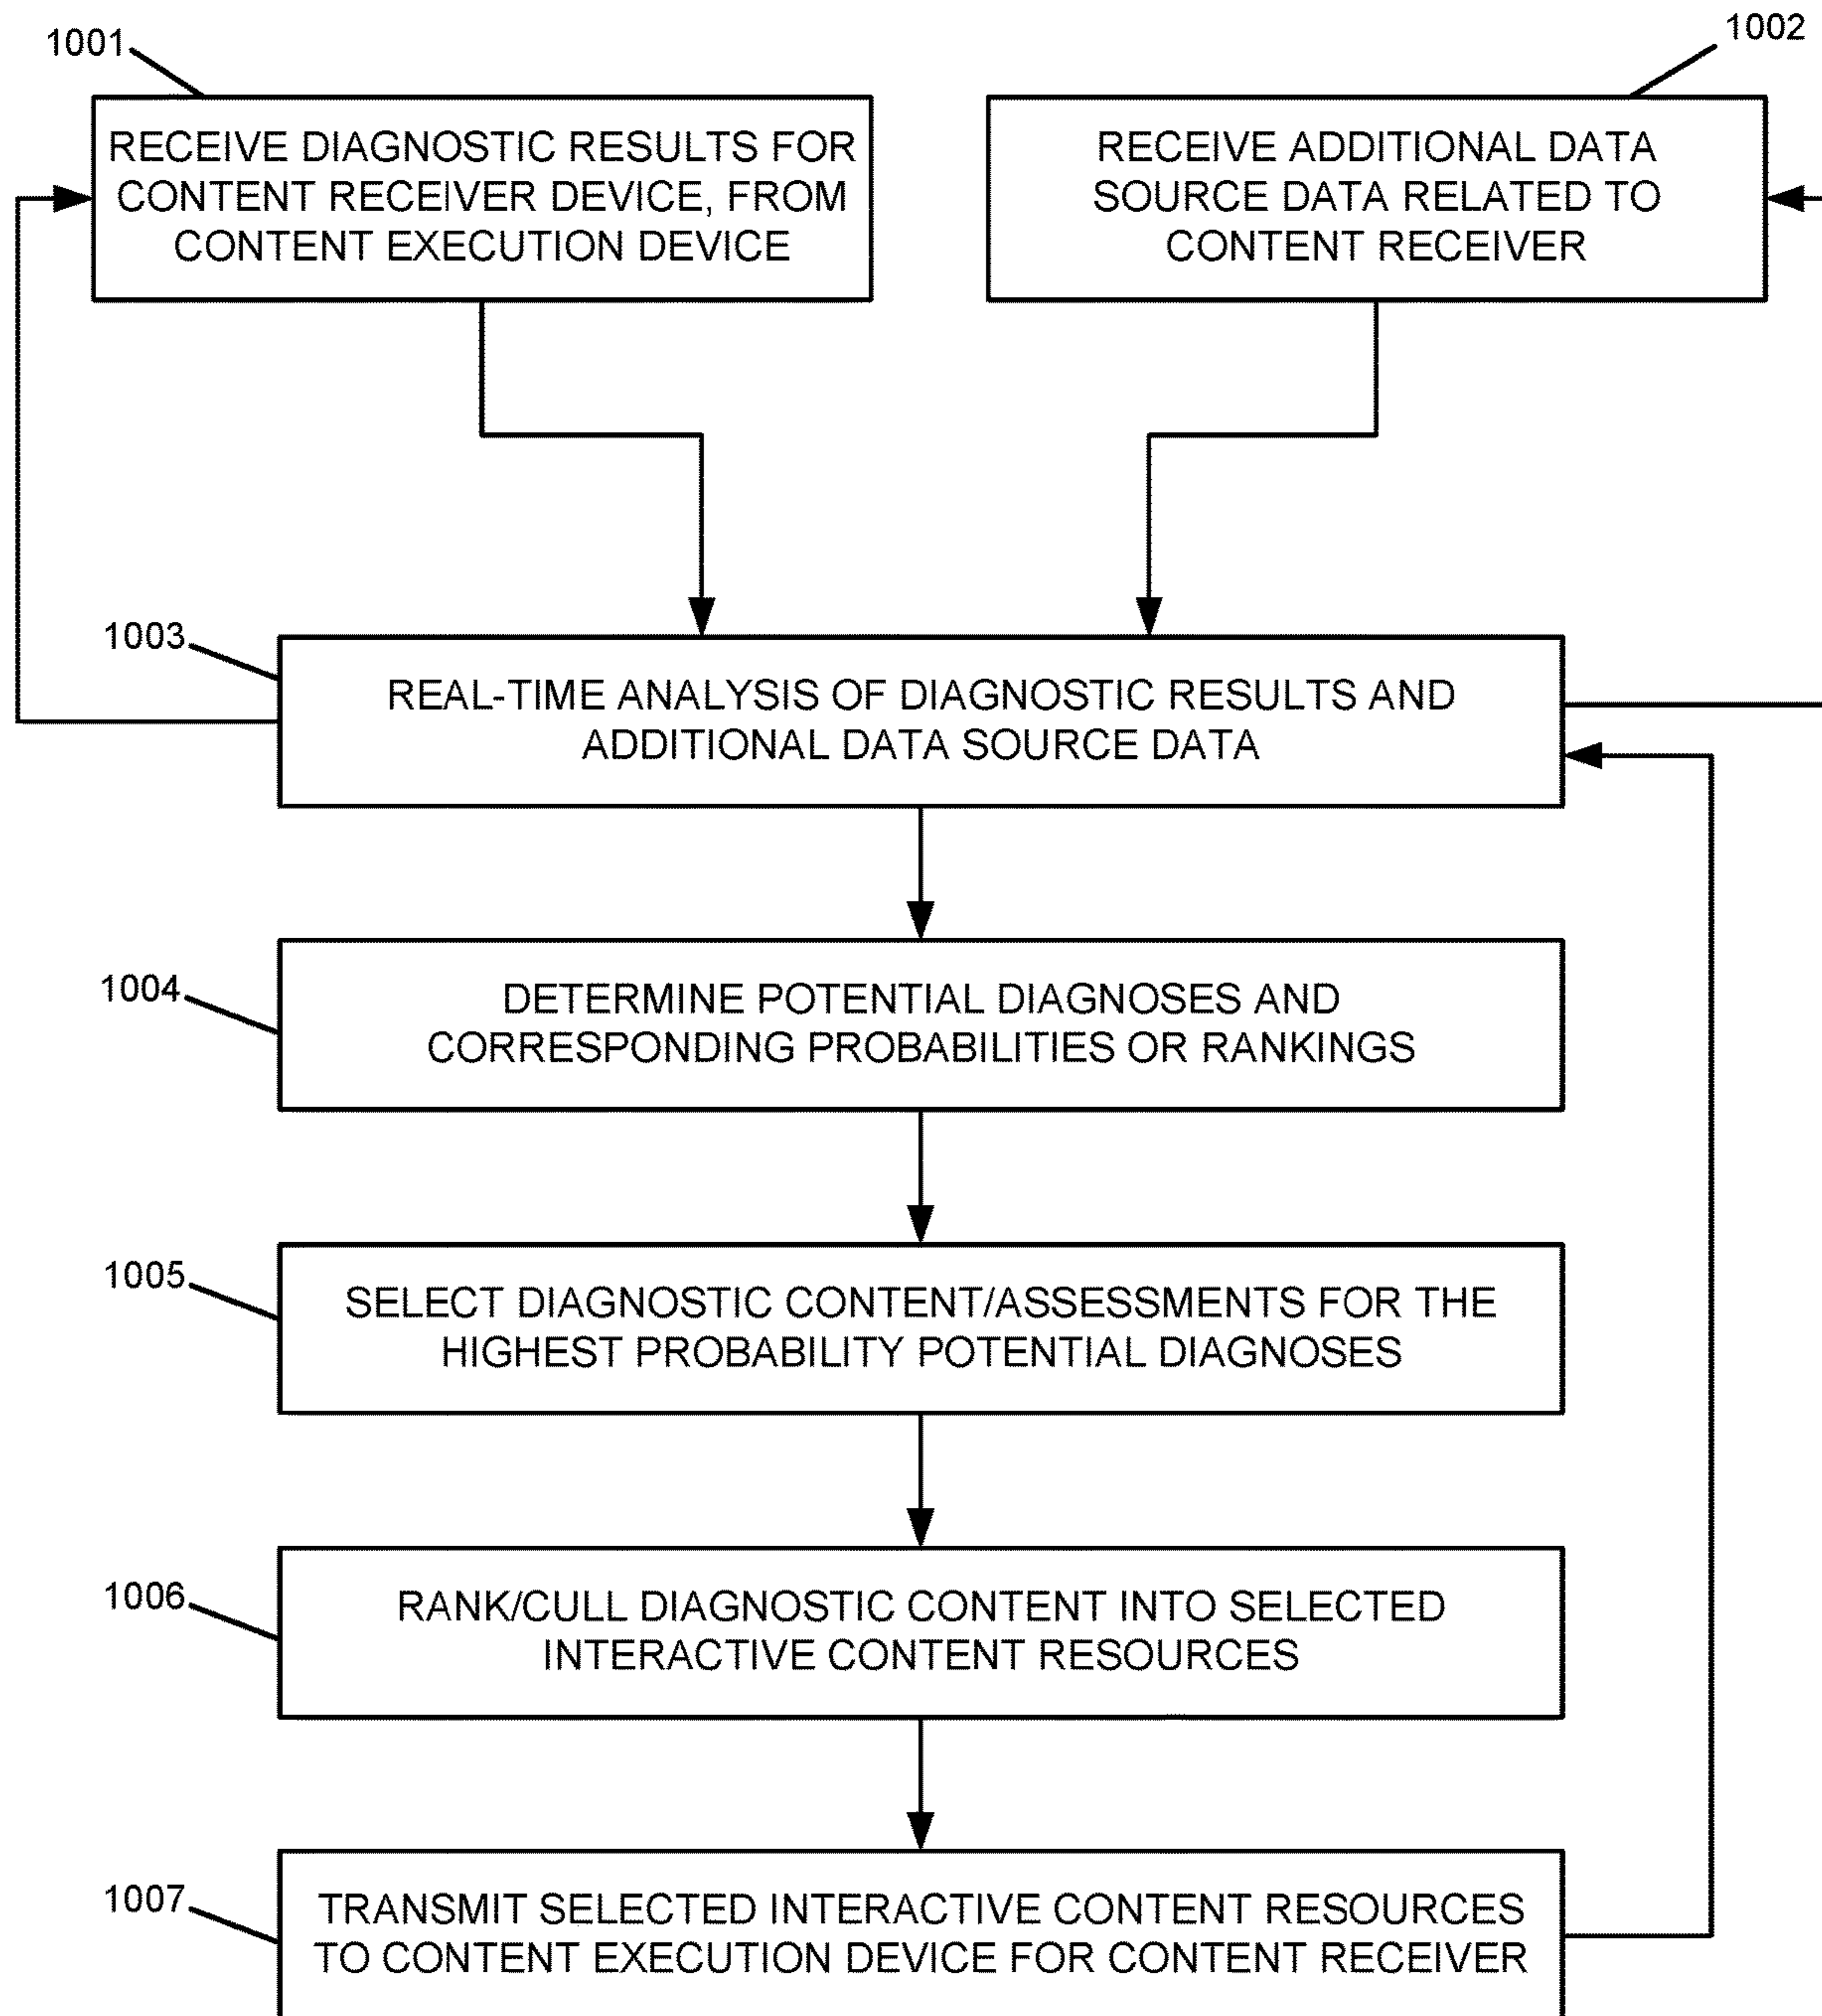 1001
1002
RECEIVE DIAGNOSTIC RESULTS FOR
CONTENT RECEIVER DEVICE, FROM
CONTENT EXECUTION DEVICE
RECEIVE ADDITIONAL DATA
SOURCE DATA RELATED TO
CONTENT RECEIVER
1003
REAL-TIME ANALYSIS OF DIAGNOSTIC RESULTS AND
ADDITIONAL DATA SOURCE DATA
1004
DETERMINE POTENTIAL DIAGNOSES AND
CORRESPONDING PROBABILITIES OR RANKINGS
1005
SELECT DIAGNOSTIC CONTENT/ASSESSMENTS FOR THE
HIGHEST PROBABILITY POTENTIAL DIAGNOSES
1006
RANK/CULL DIAGNOSTIC CONTENT INTO SELECTED
INTERACTIVE CONTENT RESOURCES
1007
TRANSMIT SELECTED INTERACTIVE CONTENT RESOURCES
TO CONTENT EXECUTION DEVICE FOR CONTENT RECEIVER